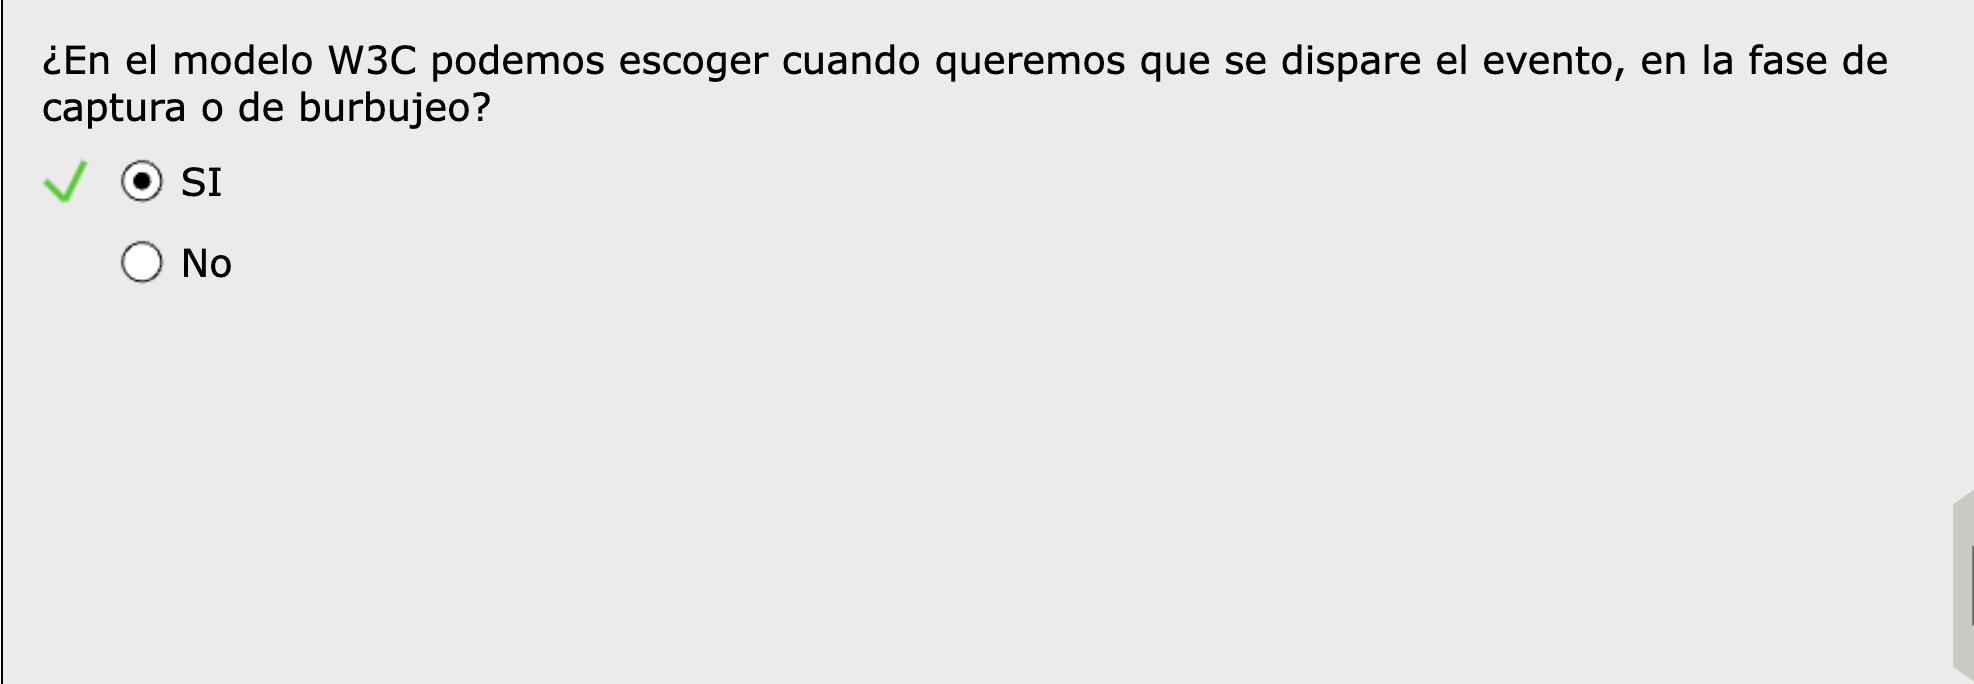 ¿En el modelo W3C podemos escoger cuando queremos que se dispare el evento, en la fase de
captura o de burbujeo?
SI
No